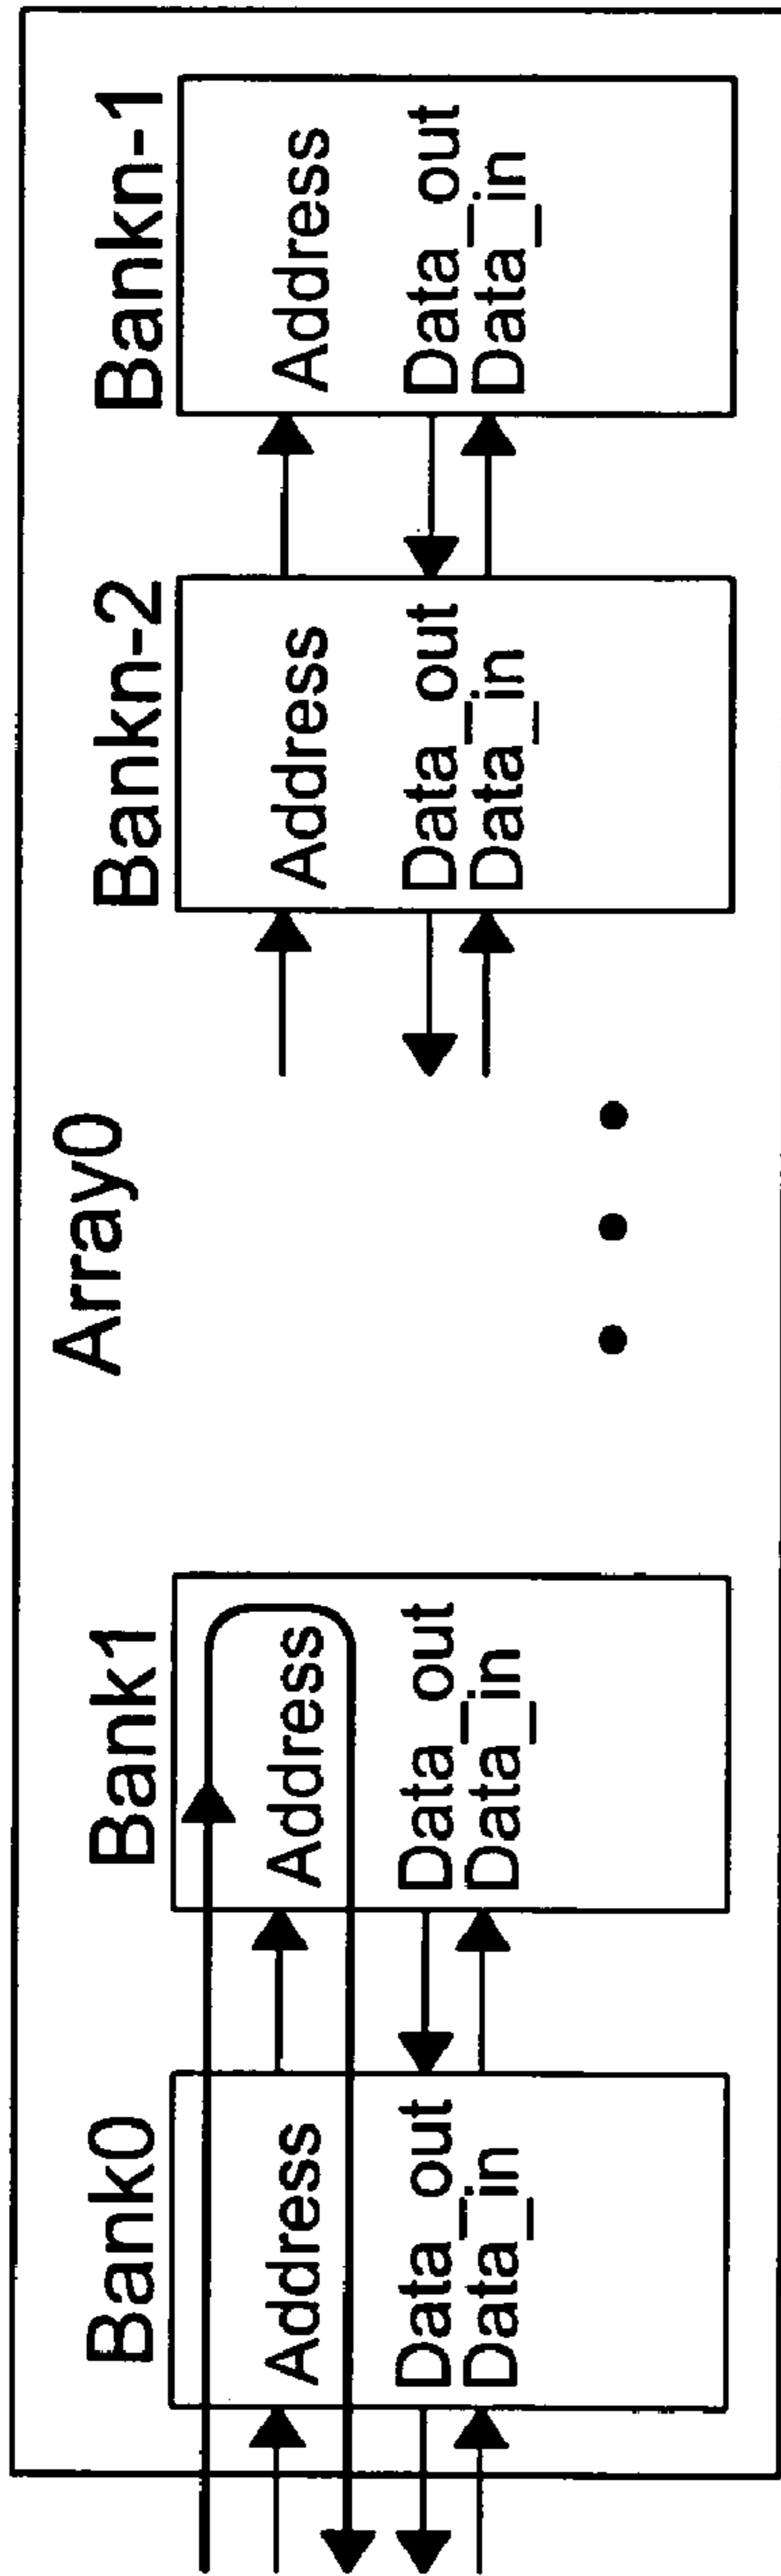 Array0
Bank0
Address
Data_out
Data_in
Bank1
Address
Data_out
Data_in
Bankn-2
Address
Data_out
Data_in
Bankn-1
Address
Data_out
Data_in